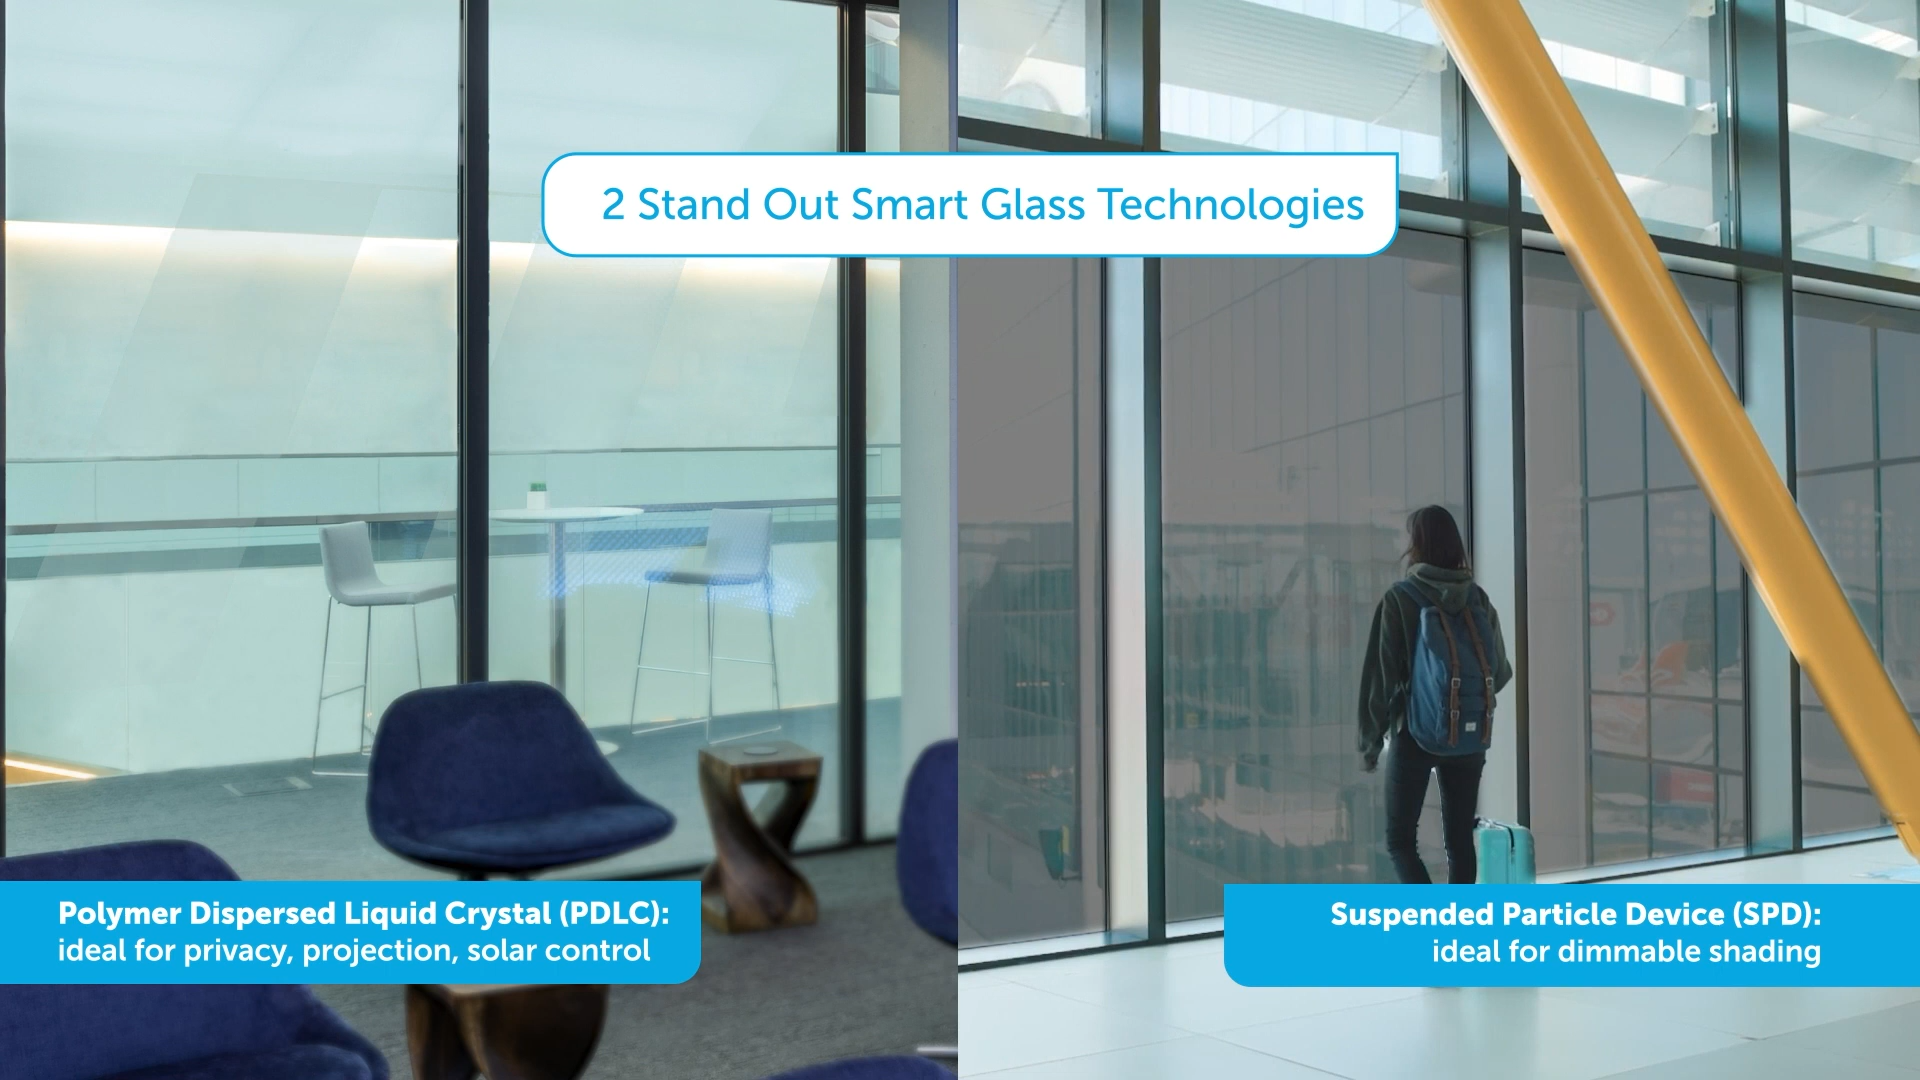 2 Stand Out Smart Glass Technologies
Polymer Dispersed Liquid Crystal (PDLC):
ideal for privacy, projection, solar control
Suspended Particle Device (SPD):
ideal for dimmable shading